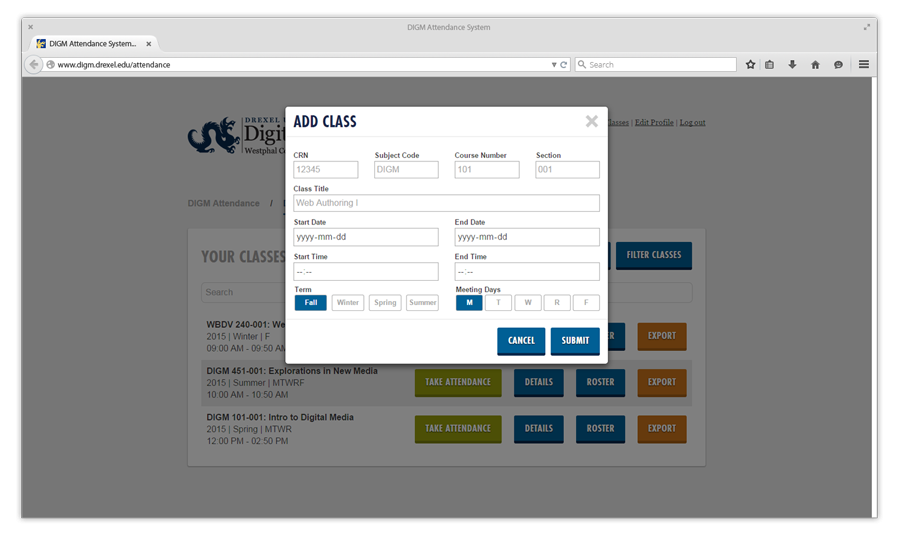 DIGM Attendance System
DIGM Attendance System...
www.digm.drexel.edu/attendance
Search
DREXEL
Digi
Westphal C
Classes | Edit Profile | Log out
ADD CLASS
CRN Subject Code Course Number Section
12345 DIGM 101 001
Class Title
Web Authoring I
Start Date End Date
yyyy-mm-dd yyyy-mm-dd
Start Time End Time
--:-- --:--
Term Meeting Days
Fall Winter Spring Summer M T W R F
CANCEL SUBMIT
DIGM Attendance /
YOUR CLASSES FILTER CLASSES
Search
WBDV 240-001: We
2015 | Winter | F
09:00 AM - 09:50 AM
EXPORT
DIGM 451-001: Explorations in New Media
2015 | Summer | MTWRF
10:00 AM - 10:50 AM
TAKE ATTENDANCE DETAILS ROSTER EXPORT
DIGM 101-001: Intro to Digital Media
2015 | Spring | MTWR
12:00 PM - 02:50 PM
TAKE ATTENDANCE DETAILS ROSTER EXPORT